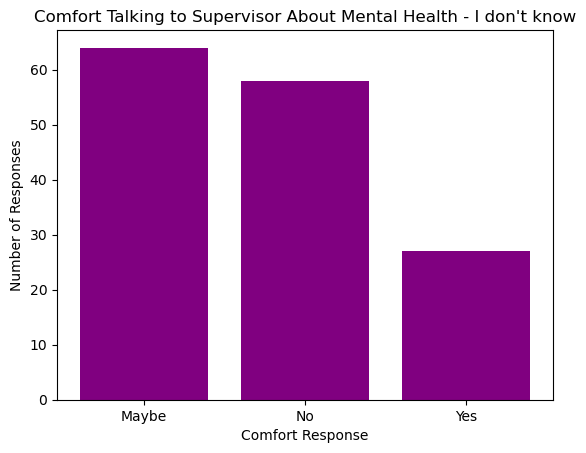 Comfort Talking to Supervisor About Mental Health - I don't know
60
50
40
30
20
10
0
Number of Responses
Maybe No Yes
Comfort Response